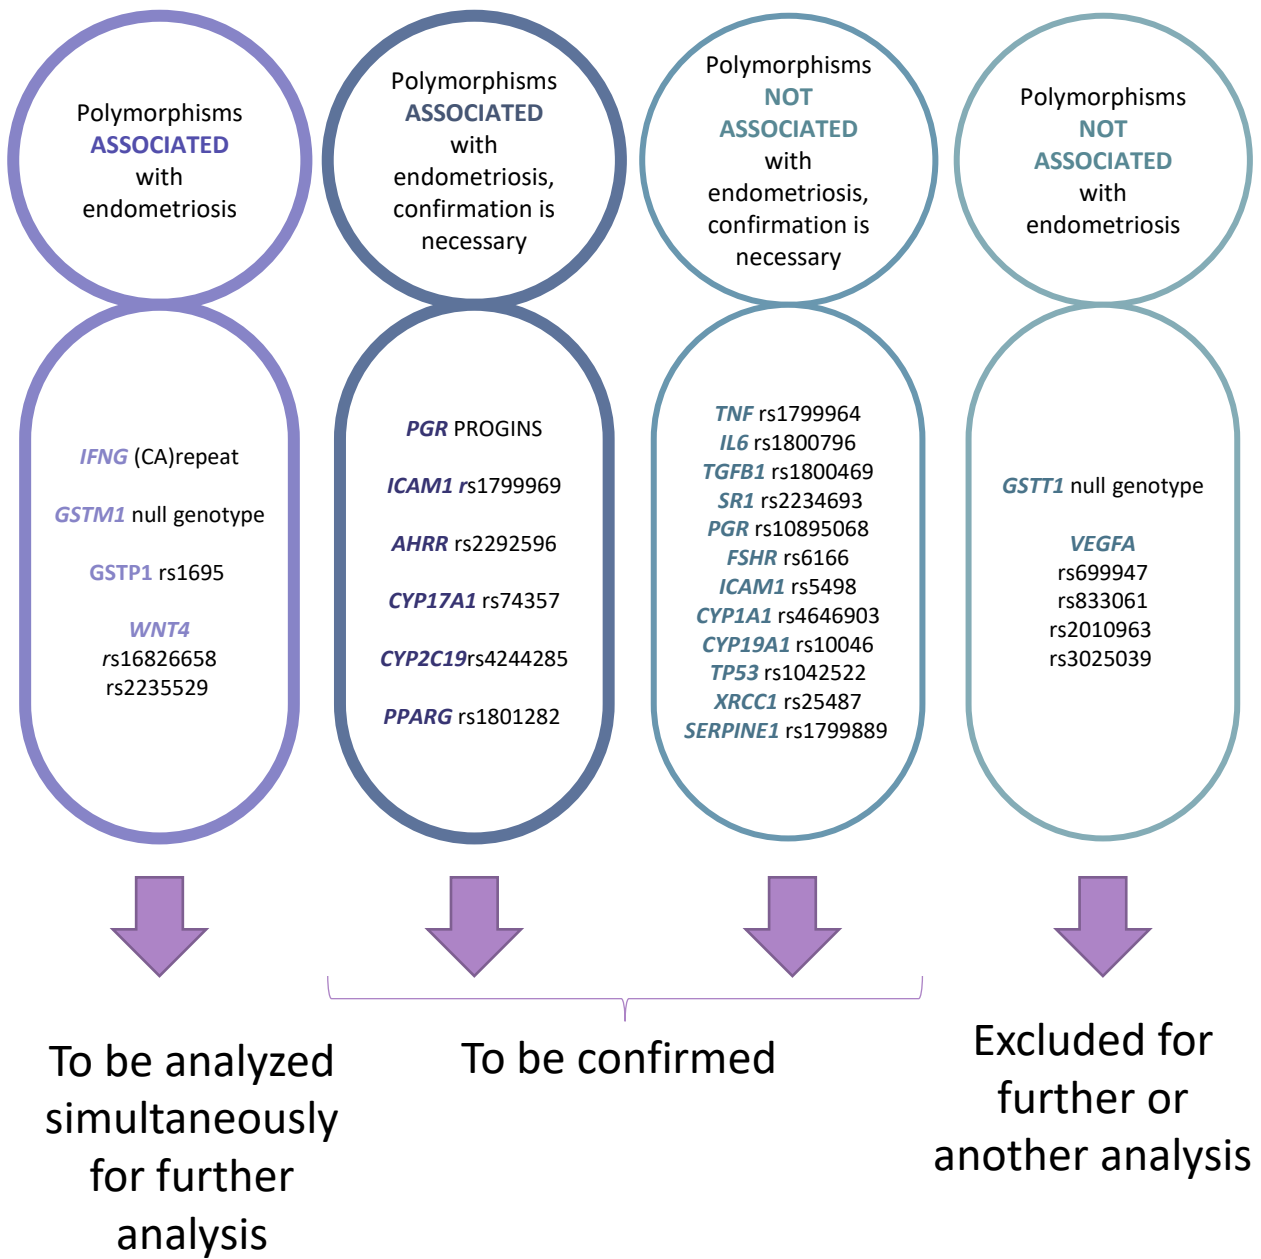 Polymorphisms
ASSOCIATED
with
endometriosis
Polymorphisms
ASSOCIATED
with
endometriosis,
confirmation is
necessary
Polymorphisms
NOT
ASSOCIATED
with
endometriosis,
confirmation is
necessary
Polymorphisms
NOT
ASSOCIATED
with
endometriosis
IFNG (CA)repeat
GSTM1 null genotype
GSTP1 rs1695
WNT4
rs16826658
rs2235529
PGR PROGINS
ICAM1 rs1799969
AHRR rs2292596
CYP17A1 rs74357
CYP2C19rs4244285
PPARG rs1801282
TNF rs1799964
IL6 rs1800796
TGFB1 rs1800469
SR1 rs2234693
PGR rs10895068
FSHR rs6166
ICAM1 rs5498
CYP1A1 rs4646903
CYP19A1 rs10046
TP53 rs1042522
XRCC1 rs25487
SERPINE1 rs1799889
GSTT1 null genotype
VEGFA
rs699947
rs833061
rs2010963
rs3025039
To be analyzed
simultaneously
for further
analysis
To be confirmed
Excluded for
further or
another analysis